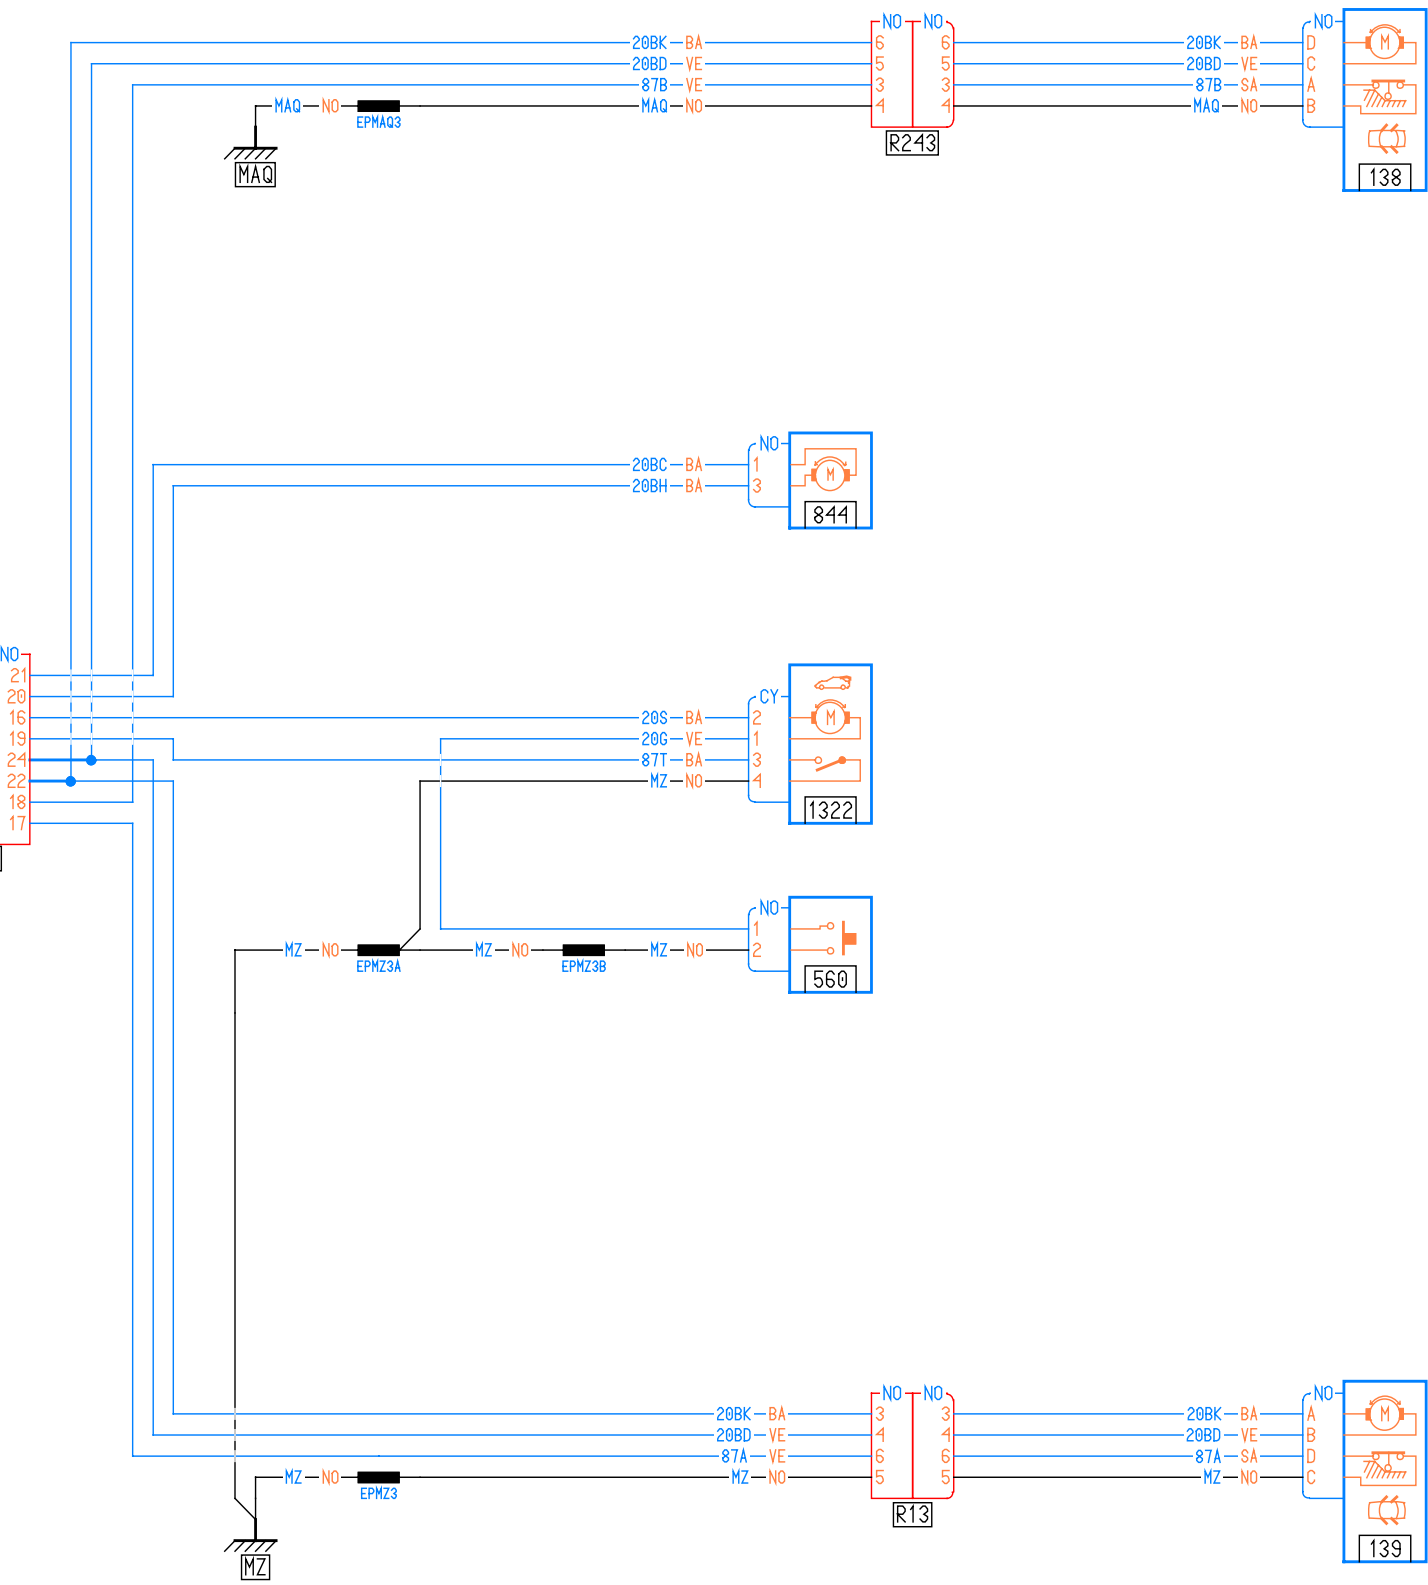 NO NO NO
20BK BA 6 6 20BK BA D M
20BD VE 5 5 20BD VE C
87B VE 3 3 87B SA A
MAQ NO MAQ NO 4 4 MAQ NO B
EPMAQ3
R243
MAQ 138
NO
20BC BA 1
20BH BA 3 M
844
NO
21
20 CY
16 20S BA 2 M
19 20G VE 1
24 87T BA 3
22 MZ NO 4
18 1322
17
NO
1
MZ NO MZ NO MZ NO 2
EPMZ3A EPMZ3B
560
NO NO NO
20BK BA 3 3 20BK BA A M
20BD VE 4 4 20BD VE B
87A VE 6 6 87A SA D
MZ NO MZ NO 5 5 MZ NO C
EPMZ3
R13
139
MZ